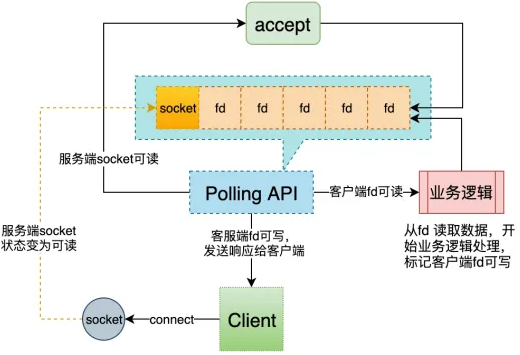 accept
socket
fd
fd
fd
fd
fd
服务端socket可读
Polling API
客户端fd可读
业务逻辑
服务端socket
状态变为可读
客服端fd可写,
发送响应给客户端
从fd 读取数据，开
始业务逻辑处理,
标记客户端fd可写
socket
connect
Client